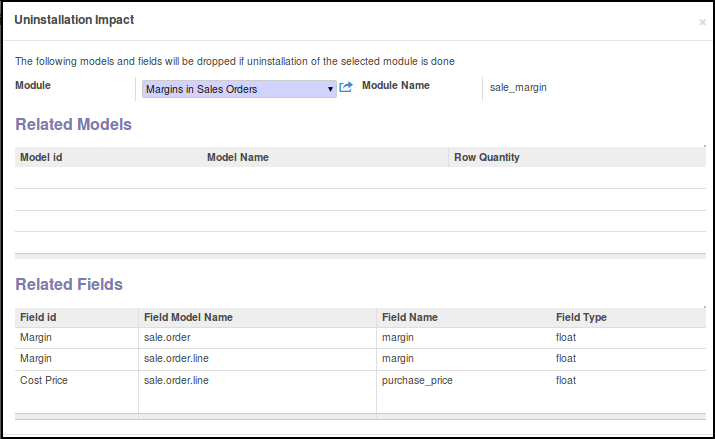 Uninstallation Impact ×
The following models and fields will be dropped if uninstallation of the selected module is done
Module Margins in Sales Orders Module Name sale_margin
Related Models
Model id Model Name Row Quantity
Related Fields
Field id Field Model Name Field Name Field Type
Margin sale.order margin float
Margin sale.order.line margin float
Cost Price sale.order.line purchase_price float